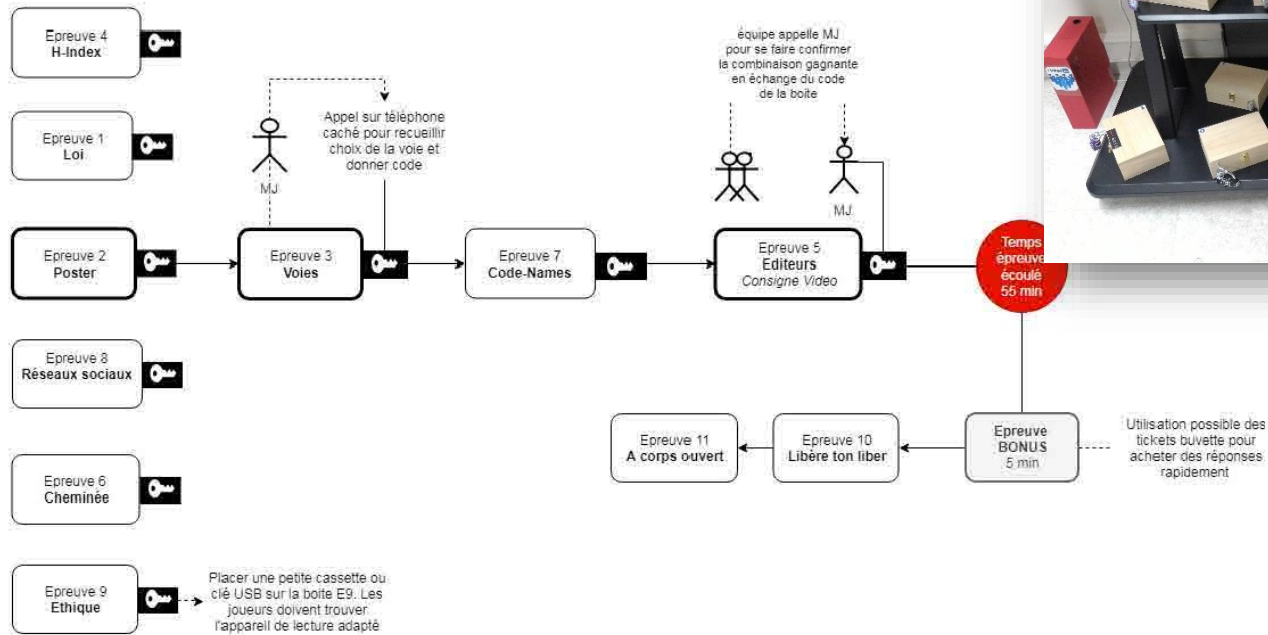 Epreuve 4
H-Index
Epreuve 1
Loi
Epreuve 2
Poster
Epreuve 8
Réseaux sociaux
Epreuve 6
Cheminée
Epreuve 9
Ethique
Placer une petite cassette ou
clé USB sur la boite E9. Les
joueurs doivent trouver
l'appareil de lecture adapté
MJ
Appel sur téléphone
caché pour recueillir
choix de la voie et
donner code
Epreuve 3
Voies
Epreuve 7
Code-Names
équipe appelle MJ
pour se faire confirmer
la combinaison gagnante
en échange du code
de la boite
MJ
Epreuve 5
Editeurs
Consigne Video
Temps
épreuve
écoulé
55 min
Epreuve 11
A corps ouvert
Epreuve 10
Libère ton liber
Epreuve
BONUS
5 min
Utilisation possible des
tickets buvette pour
acheter des réponses
rapidement